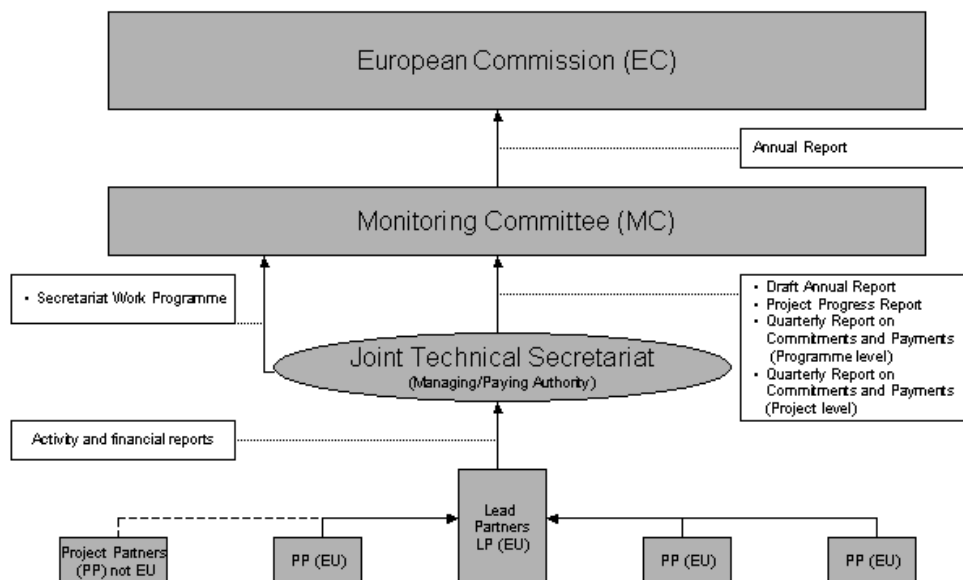 European Commission (EC)
Annual Report
Monitoring Committee (MC)
• Secretariat Work Programme
• Draft Annual Report
• Project Progress Report
• Quarterly Report on
Commitments and Payments
(Programme level)
• Quarterly Report on
Commitments and Payments
(Project level)
Joint Technical Secretariat
(Managing/Paying Authority)
Activity and financial reports
Lead
Partners
LP (EU)
Project Partners
(PP) not EU
PP (EU)
PP (EU)
PP (EU)